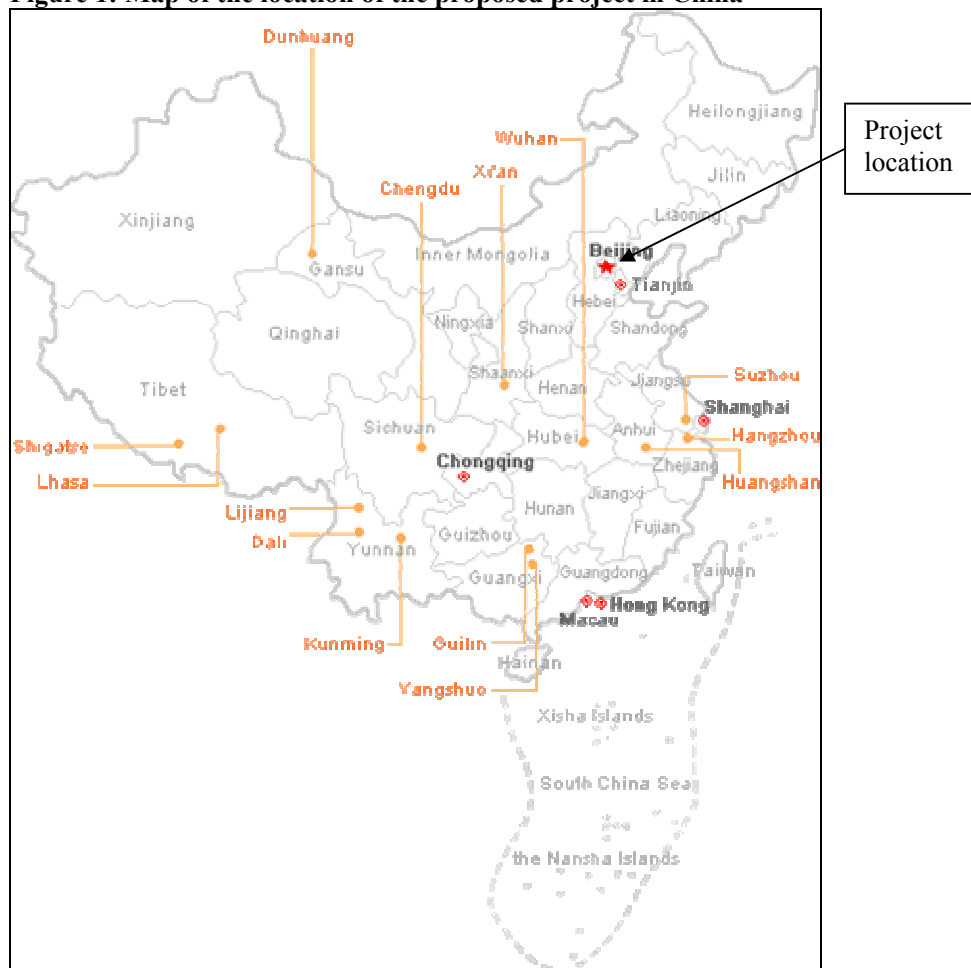 Figure 1: Map of the location of the proposed project in China
Dunhuang
Heilongjiang
Wuhan
Project
location
Xi'an
Jilin
Chengdu
Liaoning
Xinjiang
Inner Mongolia
Beijing
Gansu
Tianjin
Hebei
Ningxia
Shanxi
Shandong
Qinghai
Shaanxi
Henan
Jiangsu
Suzhou
Tibet
Shanghai
Sichuan
Hubei
Anhui
Hangzhou
Shigatse
Chongqing
Zhejiang
Lhasa
Huangshan
Jiangxi
Hunan
Lijiang
Fujian
Guizhou
Dali
Yunnan
Guangxi
Guangdong
Taiwan
Hong Kong
Macau
Kunming
Guilin
Hainan
Yangshuo
Xisha Islands
South China Sea
the Nansha Islands